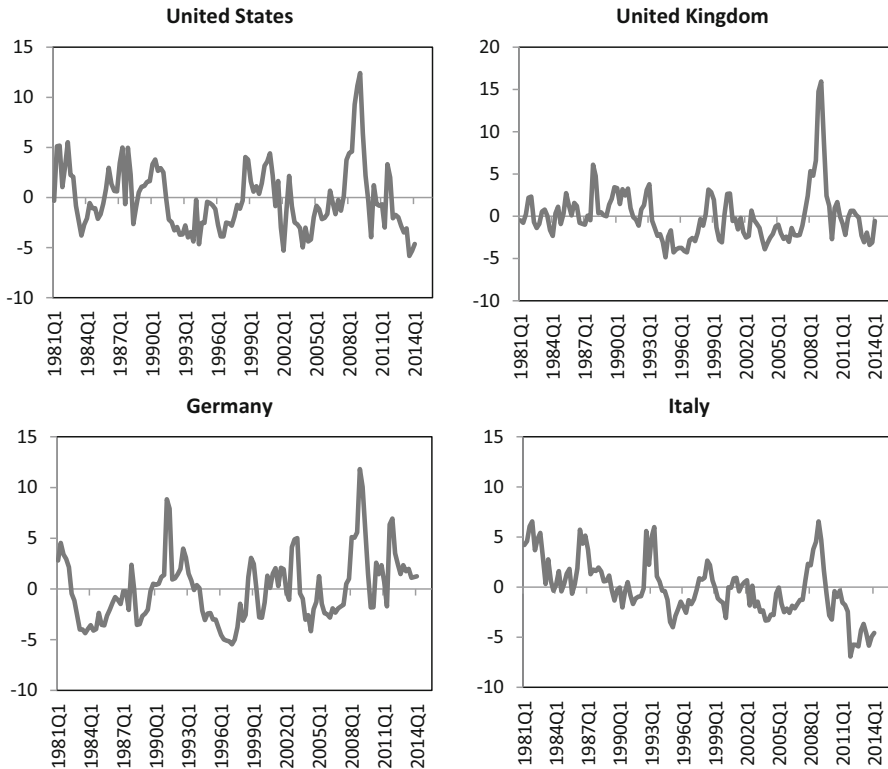 United States
15
10
5
0
-5
-10
1981Q1
1984Q1
1987Q1
1990Q1
1993Q1
1996Q1
1999Q1
2002Q1
2005Q1
2008Q1
2011Q1
2014Q1
United Kingdom
20
15
10
5
0
-5
-10
1981Q1
1984Q1
1987Q1
1990Q1
1993Q1
1996Q1
1999Q1
2002Q1
2005Q1
2008Q1
2011Q1
2014Q1
Germany
15
10
5
0
-5
-10
1981Q1
1984Q1
1987Q1
1990Q1
1993Q1
1996Q1
1999Q1
2002Q1
2005Q1
2008Q1
2011Q1
2014Q1
Italy
15
10
5
0
-5
-10
1981Q1
1984Q1
1987Q1
1990Q1
1993Q1
1996Q1
1999Q1
2002Q1
2005Q1
2008Q1
2011Q1
2014Q1